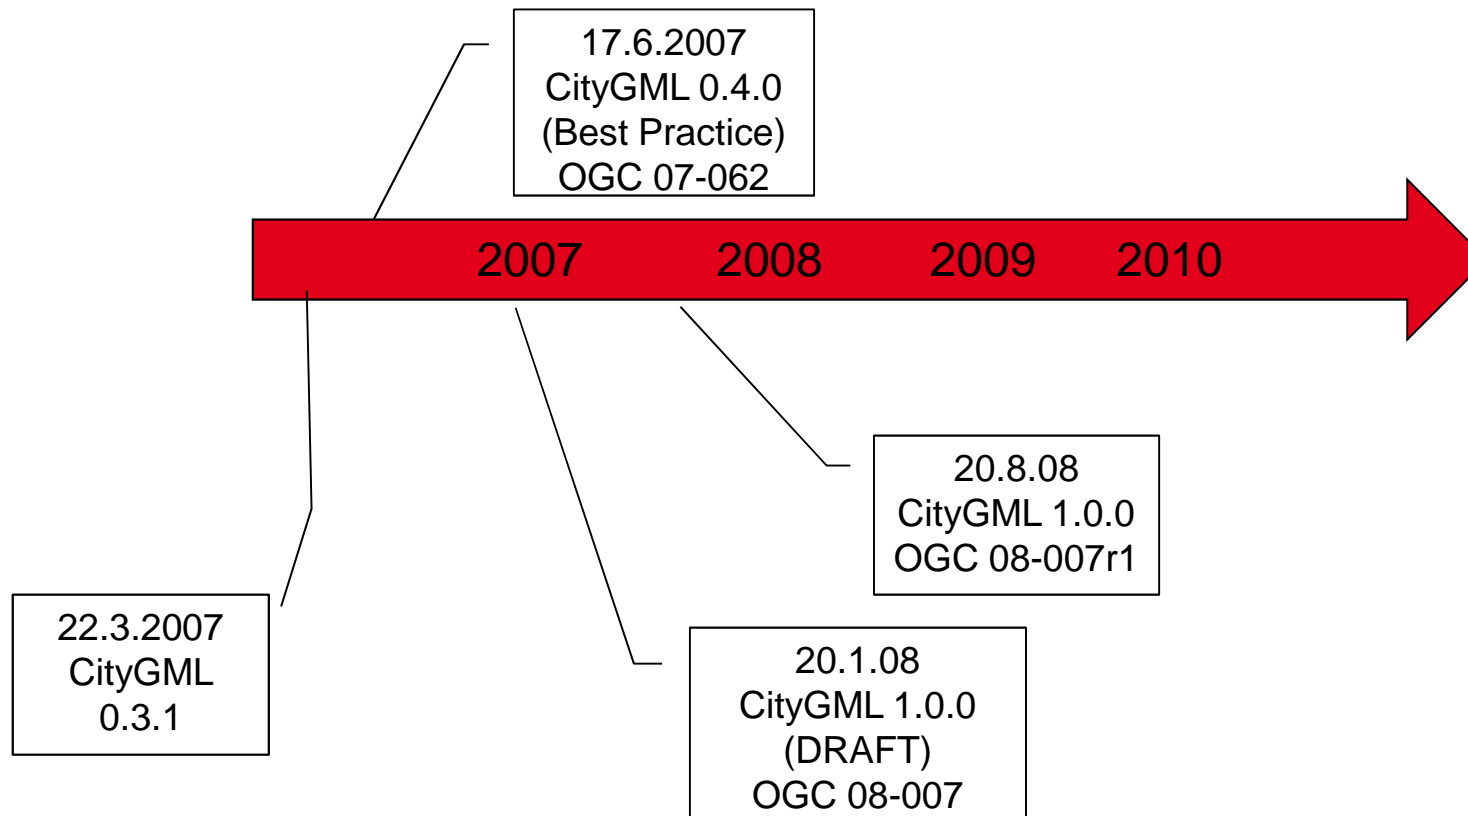 17.6.2007
CityGML 0.4.0
(Best Practice)
OGC 07-062
2007 2008 2009 2010
20.8.08
CityGML 1.0.0
OGC 08-007r1
22.3.2007
CityGML
0.3.1
20.1.08
CityGML 1.0.0
(DRAFT)
OGC 08-007